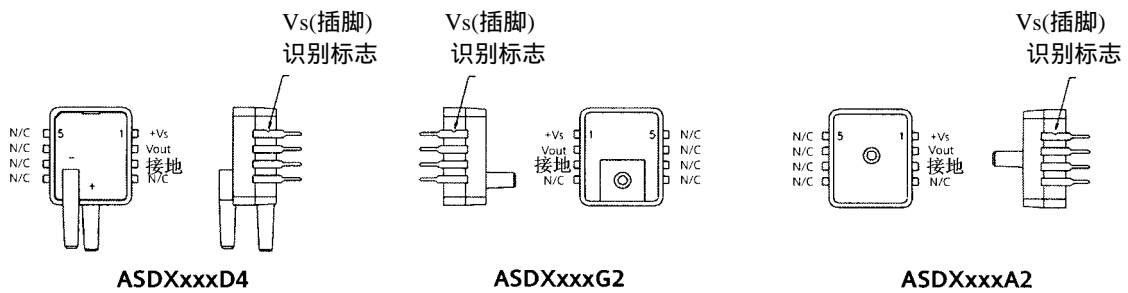 Vs(插脚)
识别标志
Vs(插脚)
识别标志
Vs(插脚)
识别标志
N/C 5 1 +Vs
N/C Vout
N/C - 接地
N/C + N/C
+Vs 1 5 N/C
Vout N/C
接地 N/C
N/C N/C
N/C 5 1 +Vs
N/C Vout
N/C 接地
N/C N/C
ASDXxxxD4
ASDXxxxG2
ASDXxxxA2